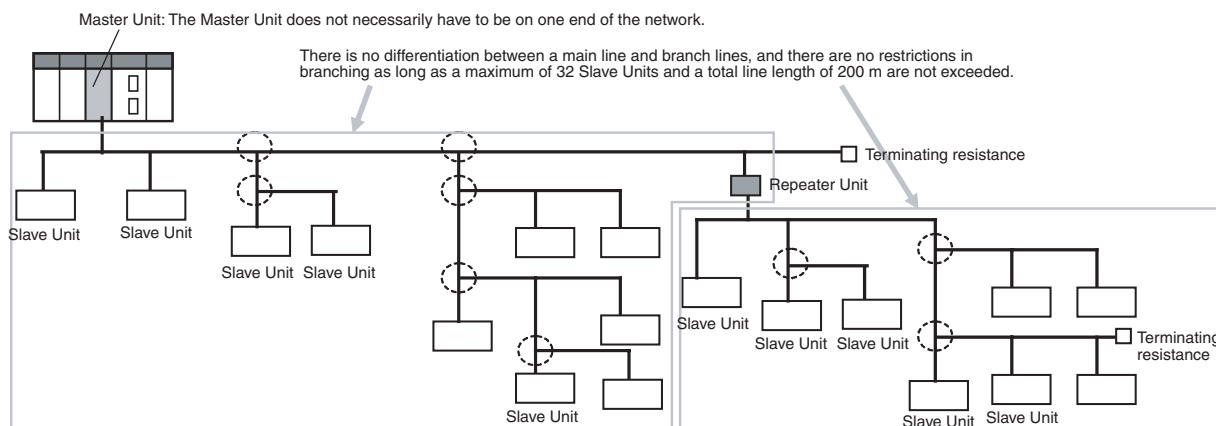 Master Unit: The Master Unit does not necessarily have to be on one end of the network.
There is no differentiation between a main line and branch lines, and there are no restrictions in
branching as long as a maximum of 32 Slave Units and a total line length of 200 m are not exceeded.
Terminating resistance
Repeater Unit
Slave Unit
Slave Unit
Slave Unit
Slave Unit
Slave Unit
Slave Unit
Slave Unit
Terminating
resistance
Slave Unit
Slave Unit
Slave Unit